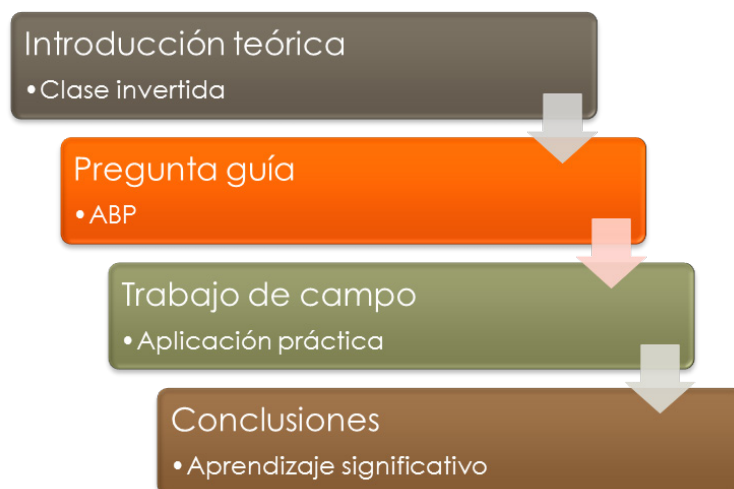 Introducción teórica
•Clase invertida
Pregunta guía
•ABP
Trabajo de campo
•Aplicación práctica
Conclusiones
•Aprendizaje significativo